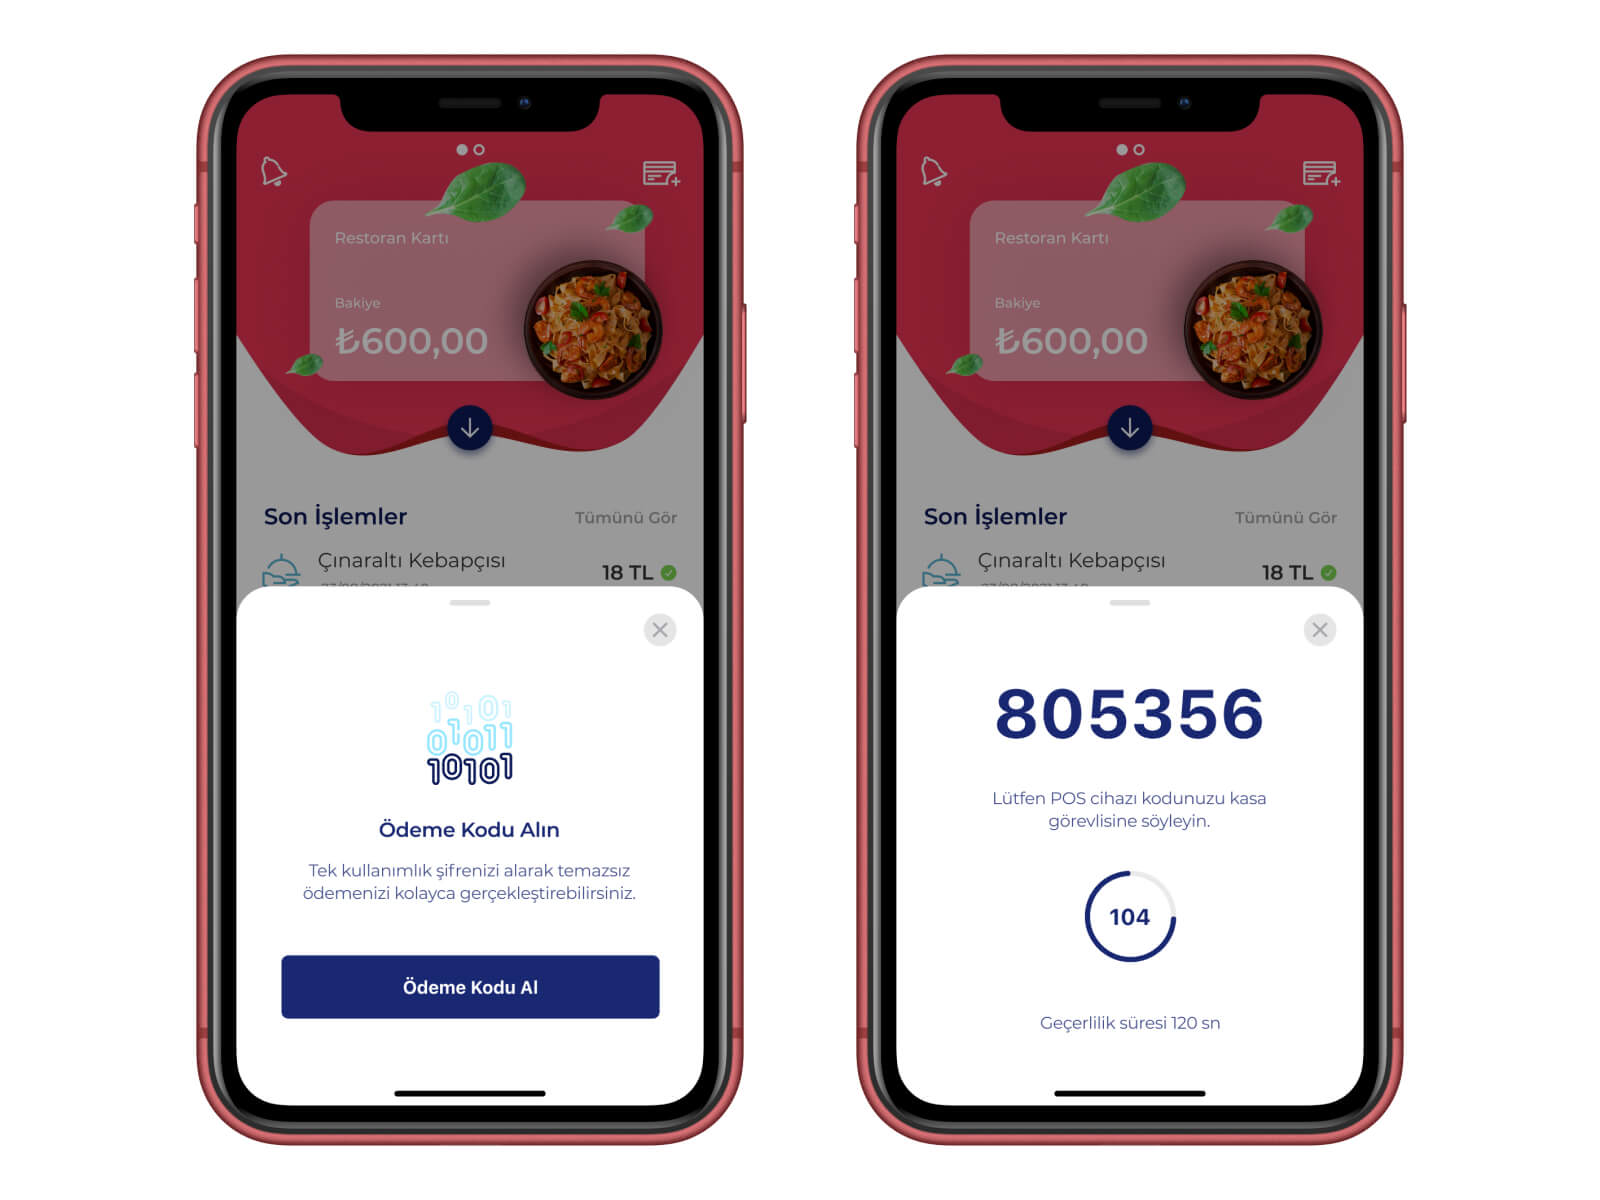 Restoran Kartı
Bakiye
₺600,00
Son İşlemler
Tümünü Gör
Çınaraltı Kebapçısı
18 TL
10101
01011
10101
Ödeme Kodu Alın
Tek kullanımlık şifrenizi alarak temazsız
ödemenizi kolayca gerçekleştirebilirsiniz.
Ödeme Kodu Al
Restoran Kartı
Bakiye
₺600,00
Son İşlemler
Tümünü Gör
Çınaraltı Kebapçısı
18 TL
805356
Lütfen POS cihazı kodunuzu kasa
görevlisine söyleyin.
104
Geçerlilik süresi 120 sn